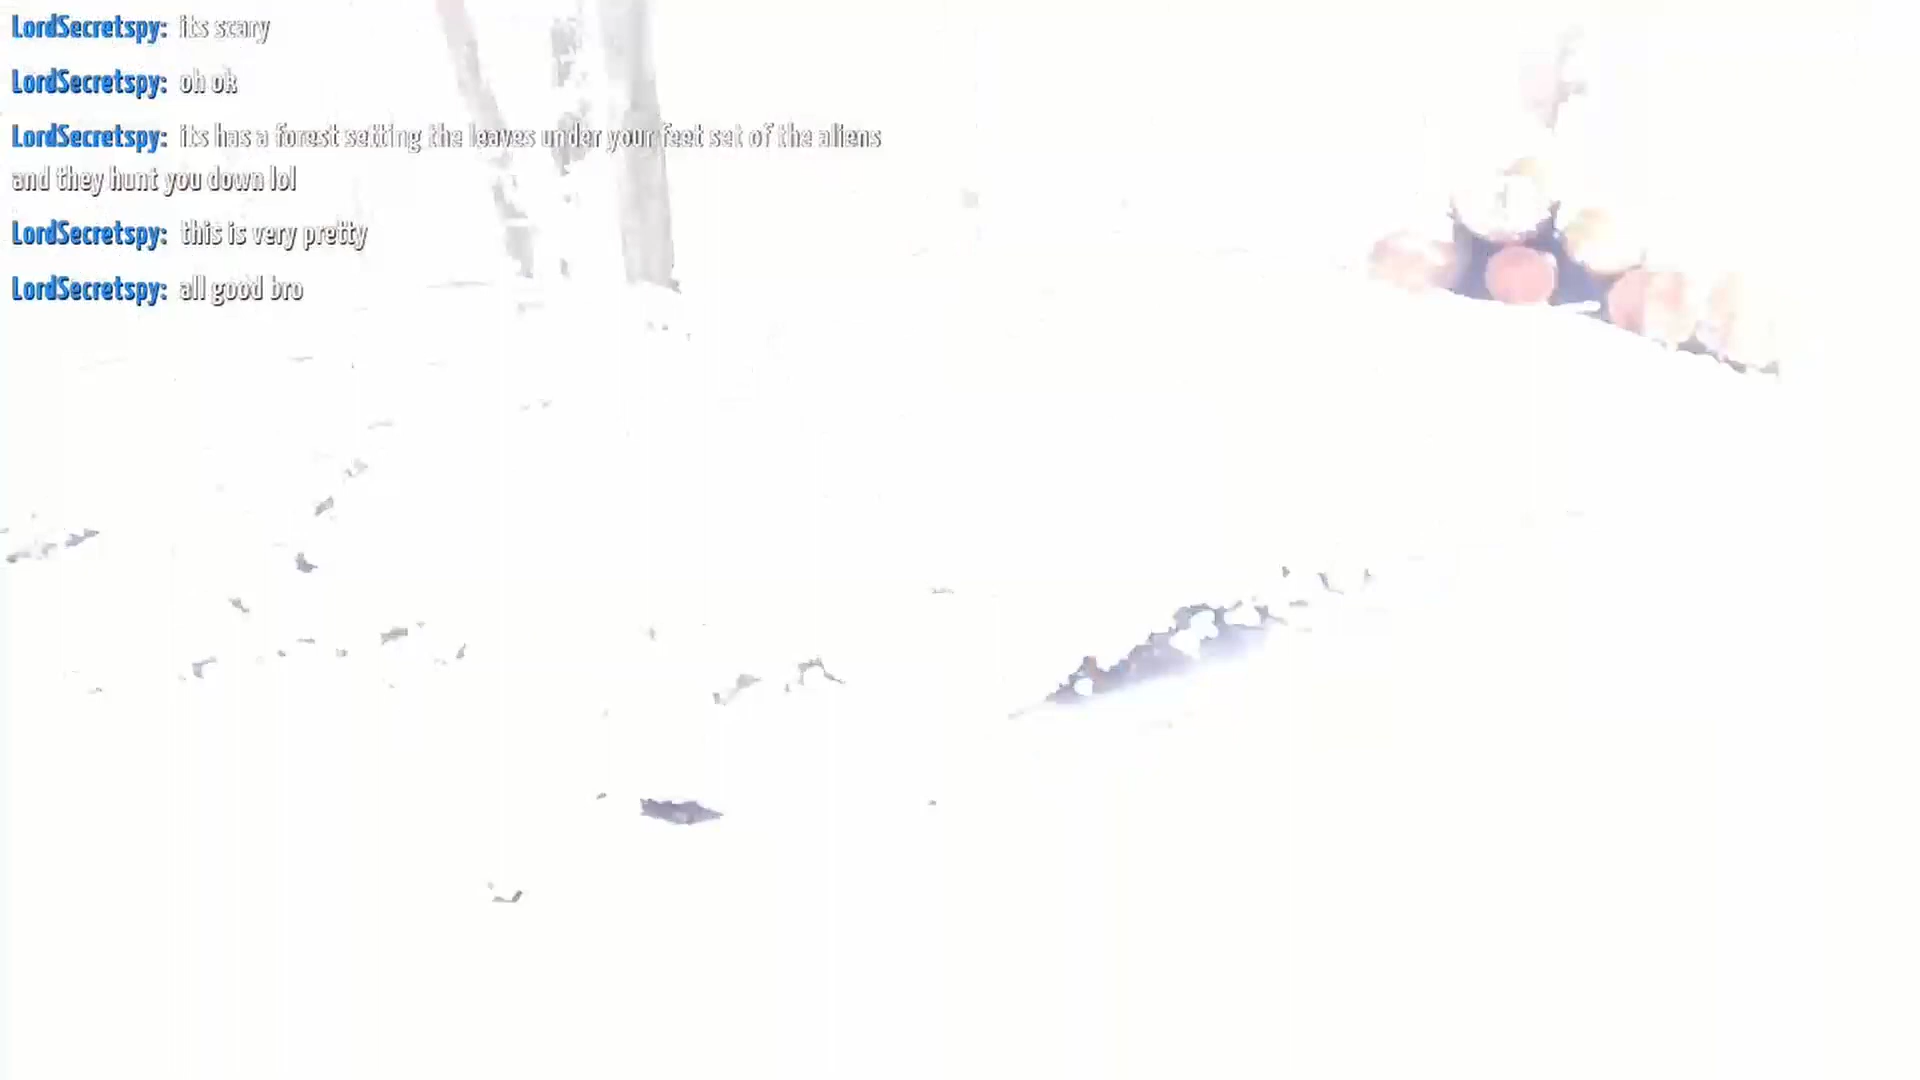 LordSecretspy: its scary
LordSecretspy: oh ok
LordSecretspy: its has a forest setting the leaves under your feet set of the aliens
and they hunt you down lol
LordSecretspy: this is very pretty
LordSecretspy: all good bro